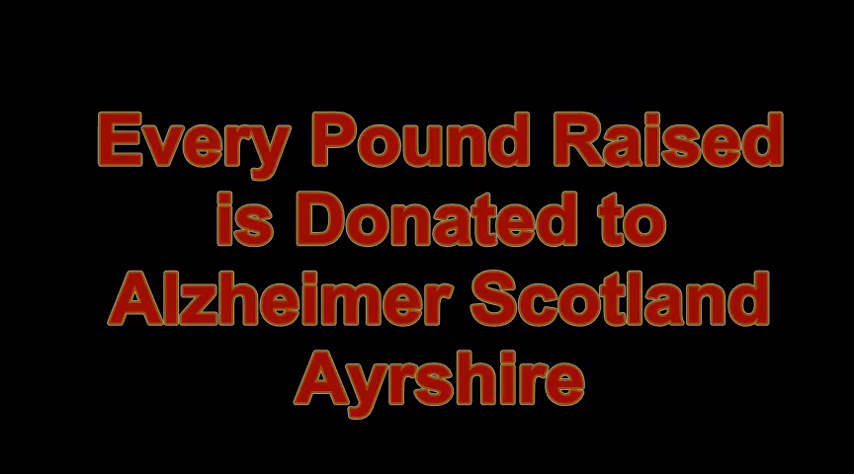 Every Pound Raised
is Donated to
Alzheimer Scotland
Ayrshire